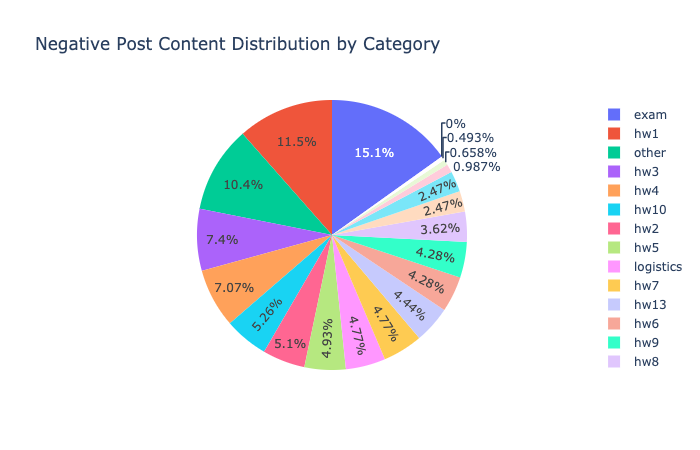 Negative Post Content Distribution by Category
15.1%
11.5%
10.4%
7.4%
7.07%
5.26%
5.1%
4.93%
4.77%
4.77%
4.44%
4.28%
4.28%
3.62%
2.47%
2.47%
0.987%
0.658%
0.493%
0%
exam
hw1
other
hw3
hw4
hw10
hw2
hw5
logistics
hw7
hw13
hw6
hw9
hw8